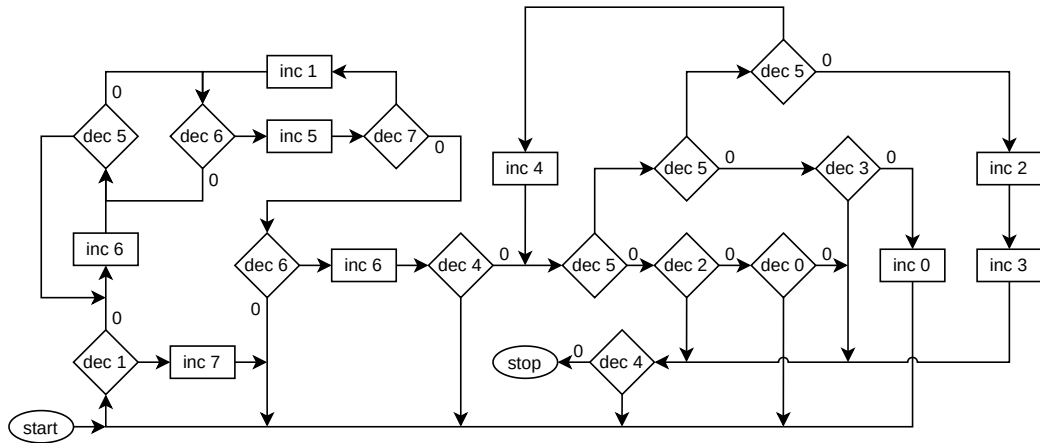 dec 5
0
inc 1
0
dec 5
dec 6
inc 5
dec 7
0
0
inc 4
dec 5
0
dec 3
0
inc 2
inc 6
dec 6
inc 6
dec 4
0
dec 5
0
dec 2
0
dec 0
0
inc 0
inc 3
0
0
dec 1
inc 7
stop
0
dec 4
start